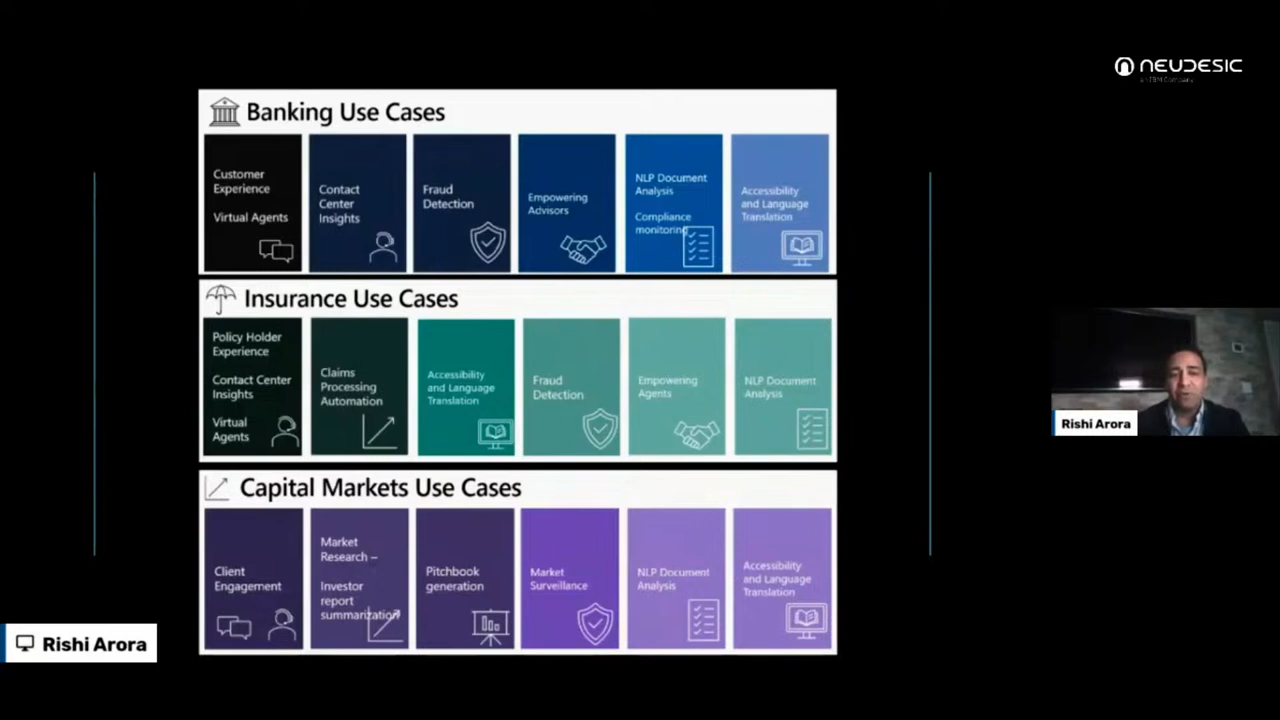 NEUDESIC
an IBM Company
Banking Use Cases
Customer
Experience
Virtual Agents
Contact
Center
Insights
Fraud
Detection
Empowering
Advisors
NLP Document
Analysis
Compliance
monitoring
Accessibility
and Language
Translation
Insurance Use Cases
Policy Holder
Experience
Contact Center
Insights
Virtual
Agents
Claims
Processing
Automation
Accessibility
and Language
Translation
Fraud
Detection
Empowering
Agents
NLP Document
Analysis
Capital Markets Use Cases
Client
Engagement
Market
Research –
Investor
report
summarization
Pitchbook
generation
Market
Surveillance
NLP Document
Analysis
Accessibility
and Language
Translation
Rishi Arora
Rishi Arora